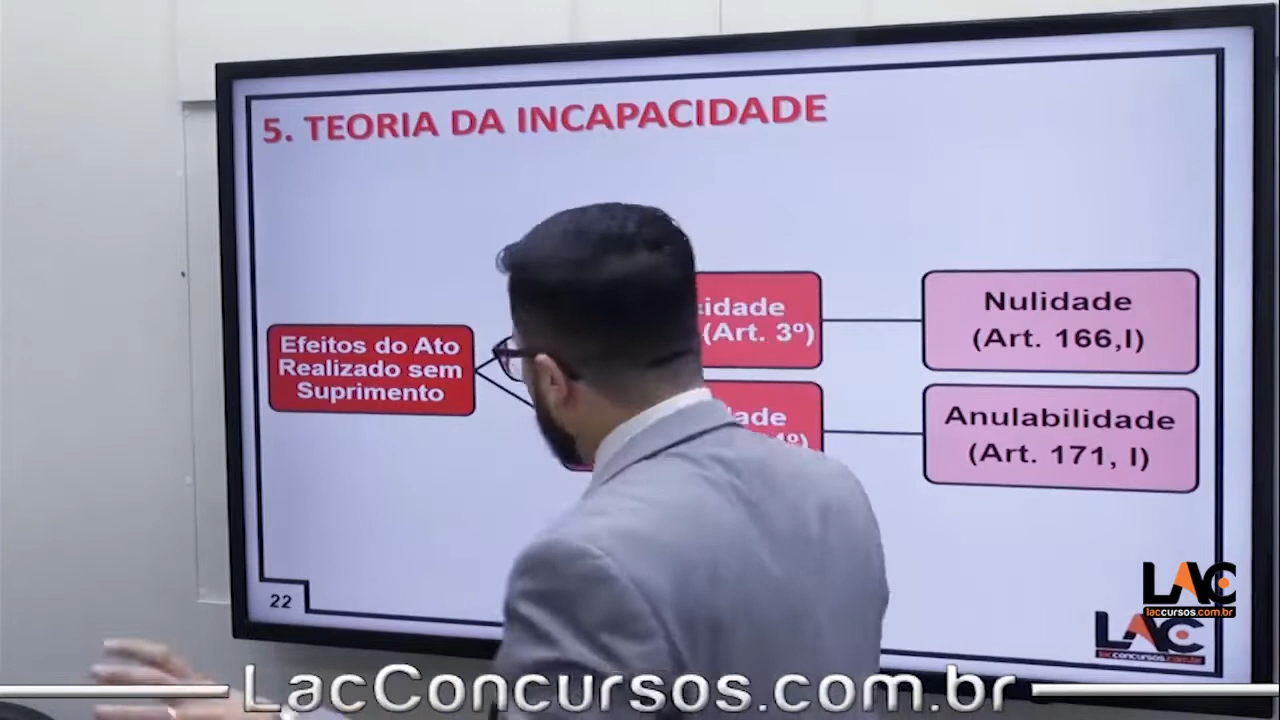 5. TEORIA DA INCAPACIDADE
Efeitos do Ato
Realizado sem
Suprimento
(Art. 3º)
Nulidade
(Art. 166,I)
Anulabilidade
(Art. 171, I)
22
LAC
laccursos.com.br
LAC
lacconcursos.com.br
LacConcursos.com.br